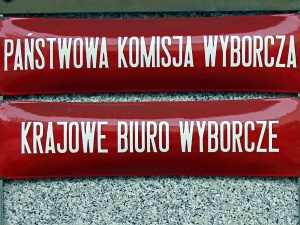 PAŃSTWOWA KOMISJA WYBORCZA
KRAJOWE BIURO WYBORCZE